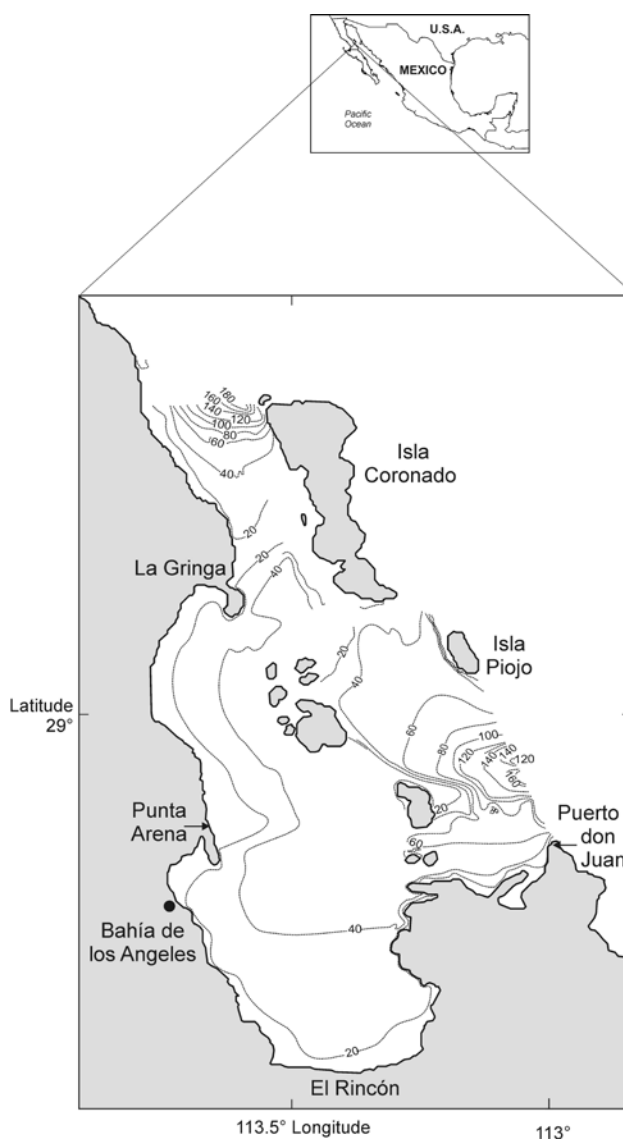 U.S.A.
MEXICO
Pacific
Ocean
180
160
140
120
100
80
60
40
Isla
Coronado
20
20
La Gringa
40
Isla
Piojo
20
40
Latitude
29°
60
100
80
140
120
120
140
160
20
Punta
Arena
Puerto
don
Juan
60
40
Bahía de
los Angeles
20
El Rincón
113.5° Longitude
113°